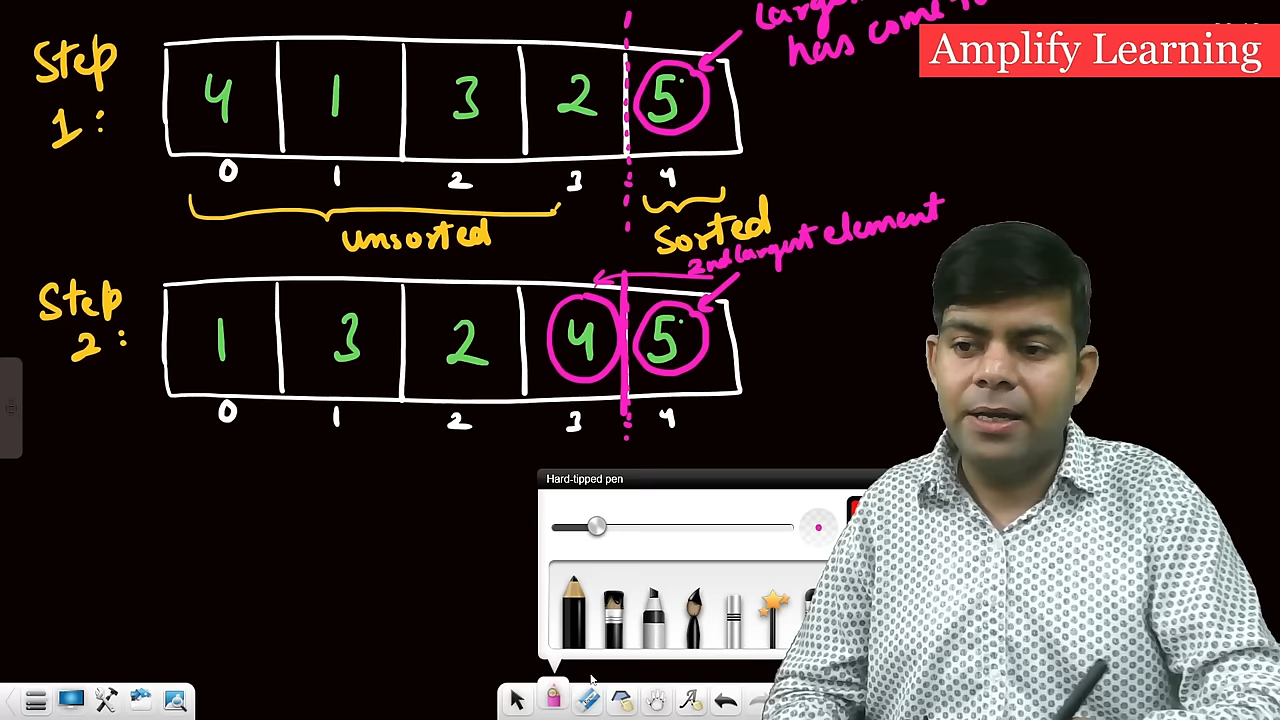 has come
Amplify Learning
Step
1:
4 1 3 2 5
0 1 2 3 4
unsorted
Sorted
2nd largest element
Step
2:
1 3 2 4 5
0 1 2 3 4
Hard-tipped pen